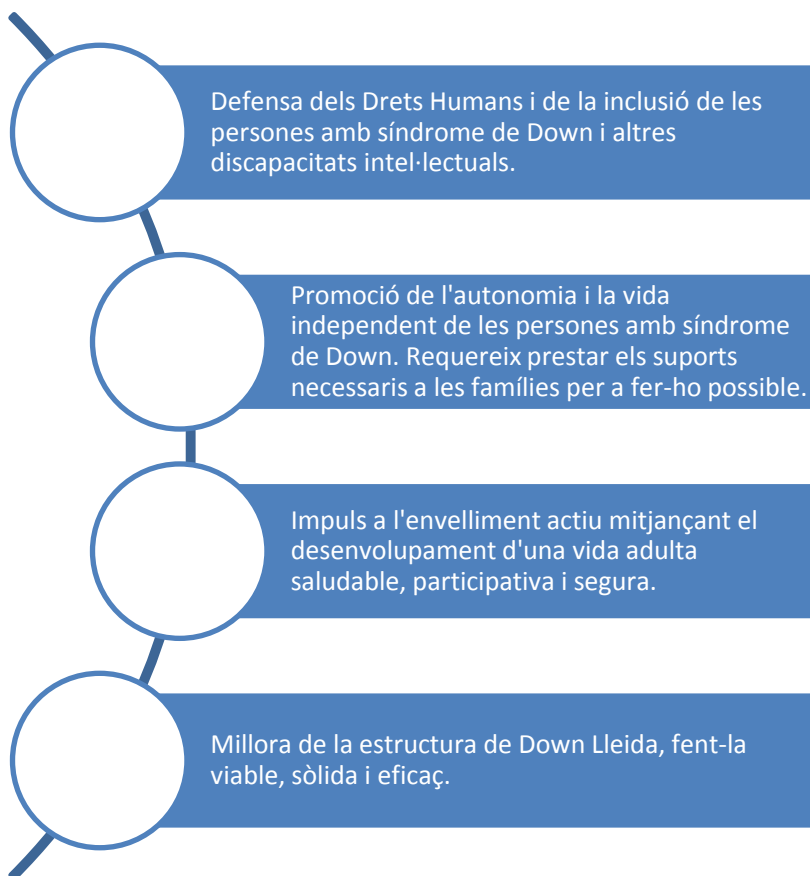 Defensa dels Drets Humans i de la inclusió de les
persones amb síndrome de Down i altres
discapacitats intel·lectuals.
Promoció de l'autonomia i la vida
independent de les persones amb síndrome
de Down. Requereix prestar els suports
necessaris a les famílies per a fer-ho possible.
Impuls a l'envelliment actiu mitjançant el
desenvolupament d'una vida adulta
saludable, participativa i segura.
Millora de la estructura de Down Lleida, fent-la
viable, sòlida i eficaç.